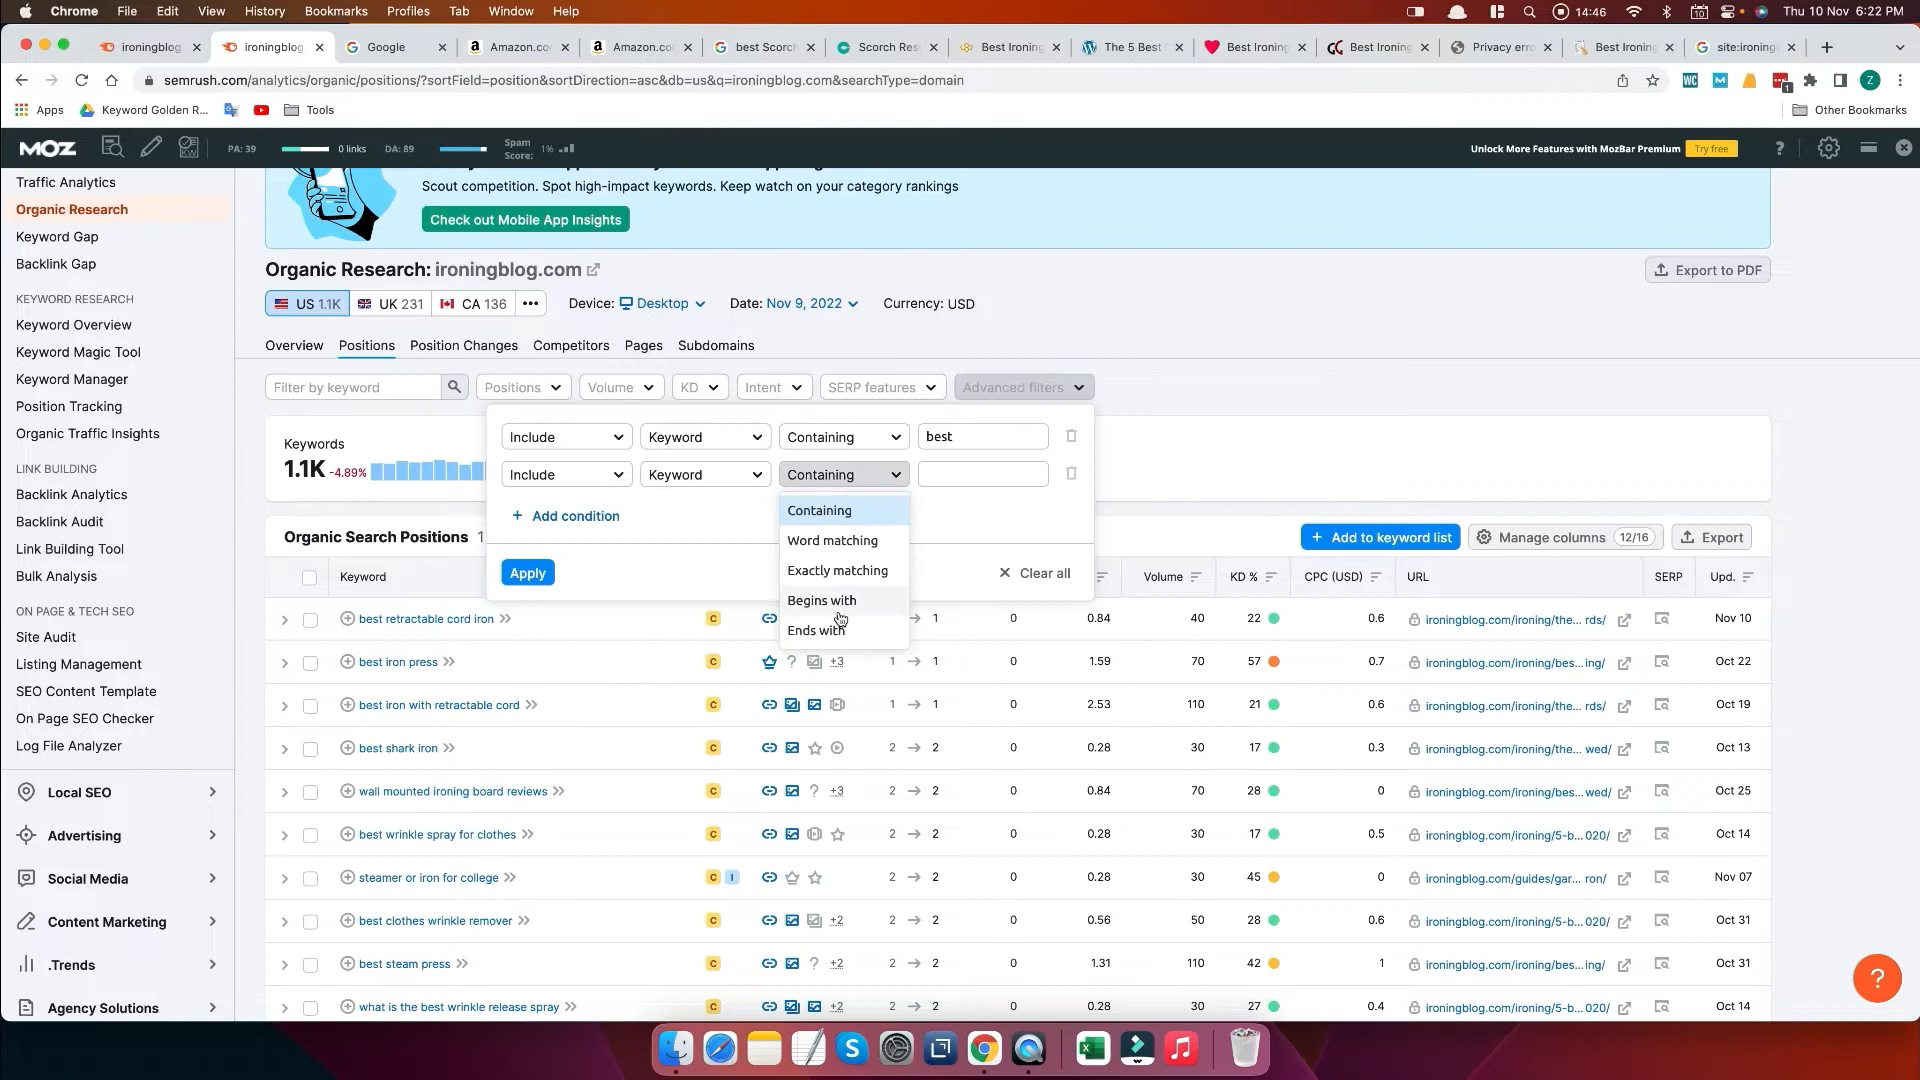 Chrome File Edit View History Bookmarks Profiles Tab Window Help 14:46 10 Thu 10 Nov 6:22 PM
ironingblog ironingblog. Google Amazon.co Amazon.co best Scorch Scorch Res Best Ironing The 5 Best Best Ironing Best Ironing Privacy erro Best Ironing site:ironing
semrush.com/analytics/organic/positions/?sortField=position&sortDirection=asc&db=us&q=ironingblog.com&searchType=domain WC 1 Z
Apps Keyword Golden R... Tools Other Bookmarks
MOZ KW PA: 39 0 links DA: 89 Spam Score: 1% Unlock More Features with MozBar Premium Try free ?
Traffic Analytics
Organic Research
Keyword Gap
Backlink Gap
KEYWORD RESEARCH
Keyword Overview
Keyword Magic Tool
Keyword Manager
Position Tracking
Organic Traffic Insights
LINK BUILDING
Backlink Analytics
Backlink Audit
Link Building Tool
Bulk Analysis
ON PAGE & TECH SEO
Site Audit
Listing Management
SEO Content Template
On Page SEO Checker
Log File Analyzer
Local SEO
Advertising
Social Media
Content Marketing
.Trends
Agency Solutions
Scout competition. Spot high-impact keywords. Keep watch on your category rankings
Check out Mobile App Insights
Organic Research: ironingblog.com Export to PDF
US 1.1K UK 231 CA 136 ••• Device: Desktop Date: Nov 9, 2022 Currency: USD
Overview Positions Position Changes Competitors Pages Subdomains
Filter by keyword Positions Volume KD Intent SERP features Advanced filters
Keywords
1.1K -4.89%
Include Keyword Containing best
Include Keyword Containing
+ Add condition
Apply × Clear all
Containing
Word matching
Exactly matching
Begins with
Ends with
Organic Search Positions 1 + Add to keyword list Manage columns 12/16 Export
Keyword Volume KD % CPC (USD) URL SERP Upd.
best retractable cord iron C → 1 0.84 40 22 0.6 ironingblog.com/ironing/the... rds/ Nov 10
best iron press C ? +3 1 → 1 0 1.59 70 57 0.7 ironingblog.com/ironing/bes... ing/ Oct 22
best iron with retractable cord C 1 → 1 0 2.53 110 21 0.6 ironingblog.com/ironing/the... rds/ Oct 19
best shark iron C 2 → 2 0 0.28 30 17 0.3 ironingblog.com/ironing/the... wed/ Oct 13
wall mounted ironing board reviews C ? +3 2 → 2 0 0.84 70 28 0 ironingblog.com/ironing/bes... wed/ Oct 25
best wrinkle spray for clothes C 2 → 2 0 0.28 30 17 0.5 ironingblog.com/ironing/5-b... 020/ Oct 14
steamer or iron for college C I 2 → 2 0 0.28 30 45 0 ironingblog.com/guides/gar... ron/ Nov 07
best clothes wrinkle remover C +2 2 → 2 0 0.56 50 28 0.6 ironingblog.com/ironing/5-b... 020/ Oct 31
best steam press C ? +2 2 → 2 0 1.31 110 42 1 ironingblog.com/ironing/bes... ing/ Oct 31
what is the best wrinkle release spray C +2 2 → 2 0 0.28 30 27 0.4 ironingblog.com/ironing/5-b... 020/ Oct 14
?